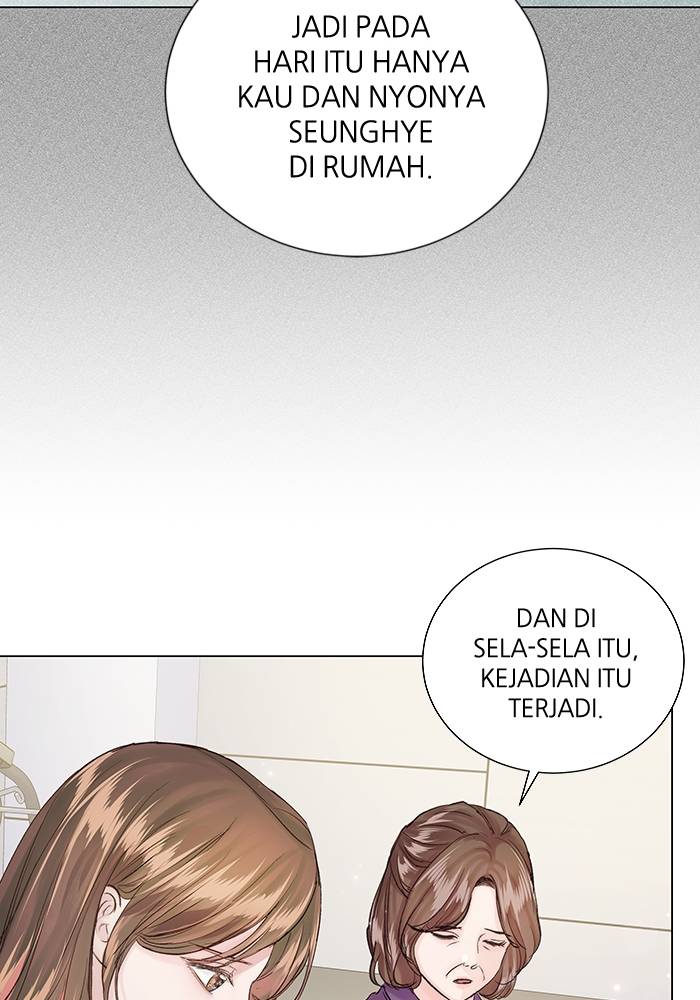 JADI PADA
HARI ITU HANYA
KAU DAN NYONYA
SEUNGHYE
DI RUMAH.
DAN DI
SELA-SELA ITU,
KEJADIAN ITU
TERJADI.